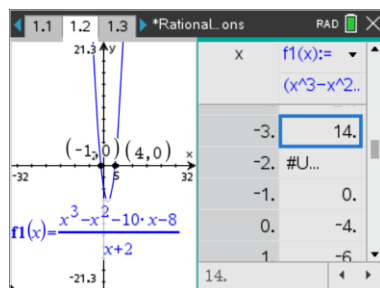 1.1 1.2 1.3 *Rational...ons RAD
21.3 y
(-1,0) (4,0) x
-32 5 32
f1(x)=(x^3-x^2-10·x-8)/(x+2)
-21.3
x f1(x):=
(x^3-x^2..
-3. 14.
-2. #U...
-1. 0.
0. -4.
1 -6
14.